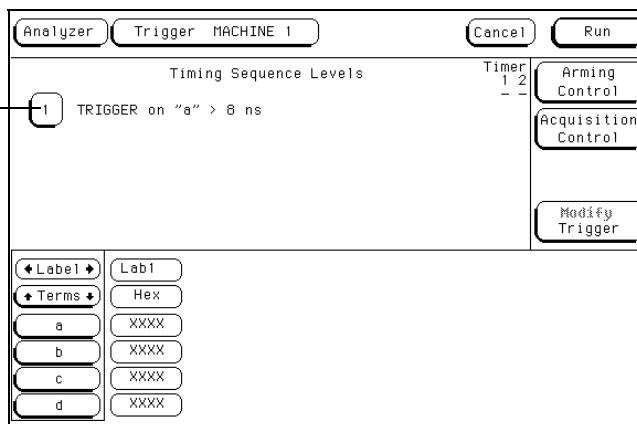 Analyzer Trigger MACHINE 1 Cancel Run
Timing Sequence Levels
Timer
1 2
- -
1 TRIGGER on "a" > 8 ns
Arming
Control
Acquisition
Control
Modify
Trigger
Label Lab1
Terms Hex
a XXXX
b XXXX
c XXXX
d XXXX